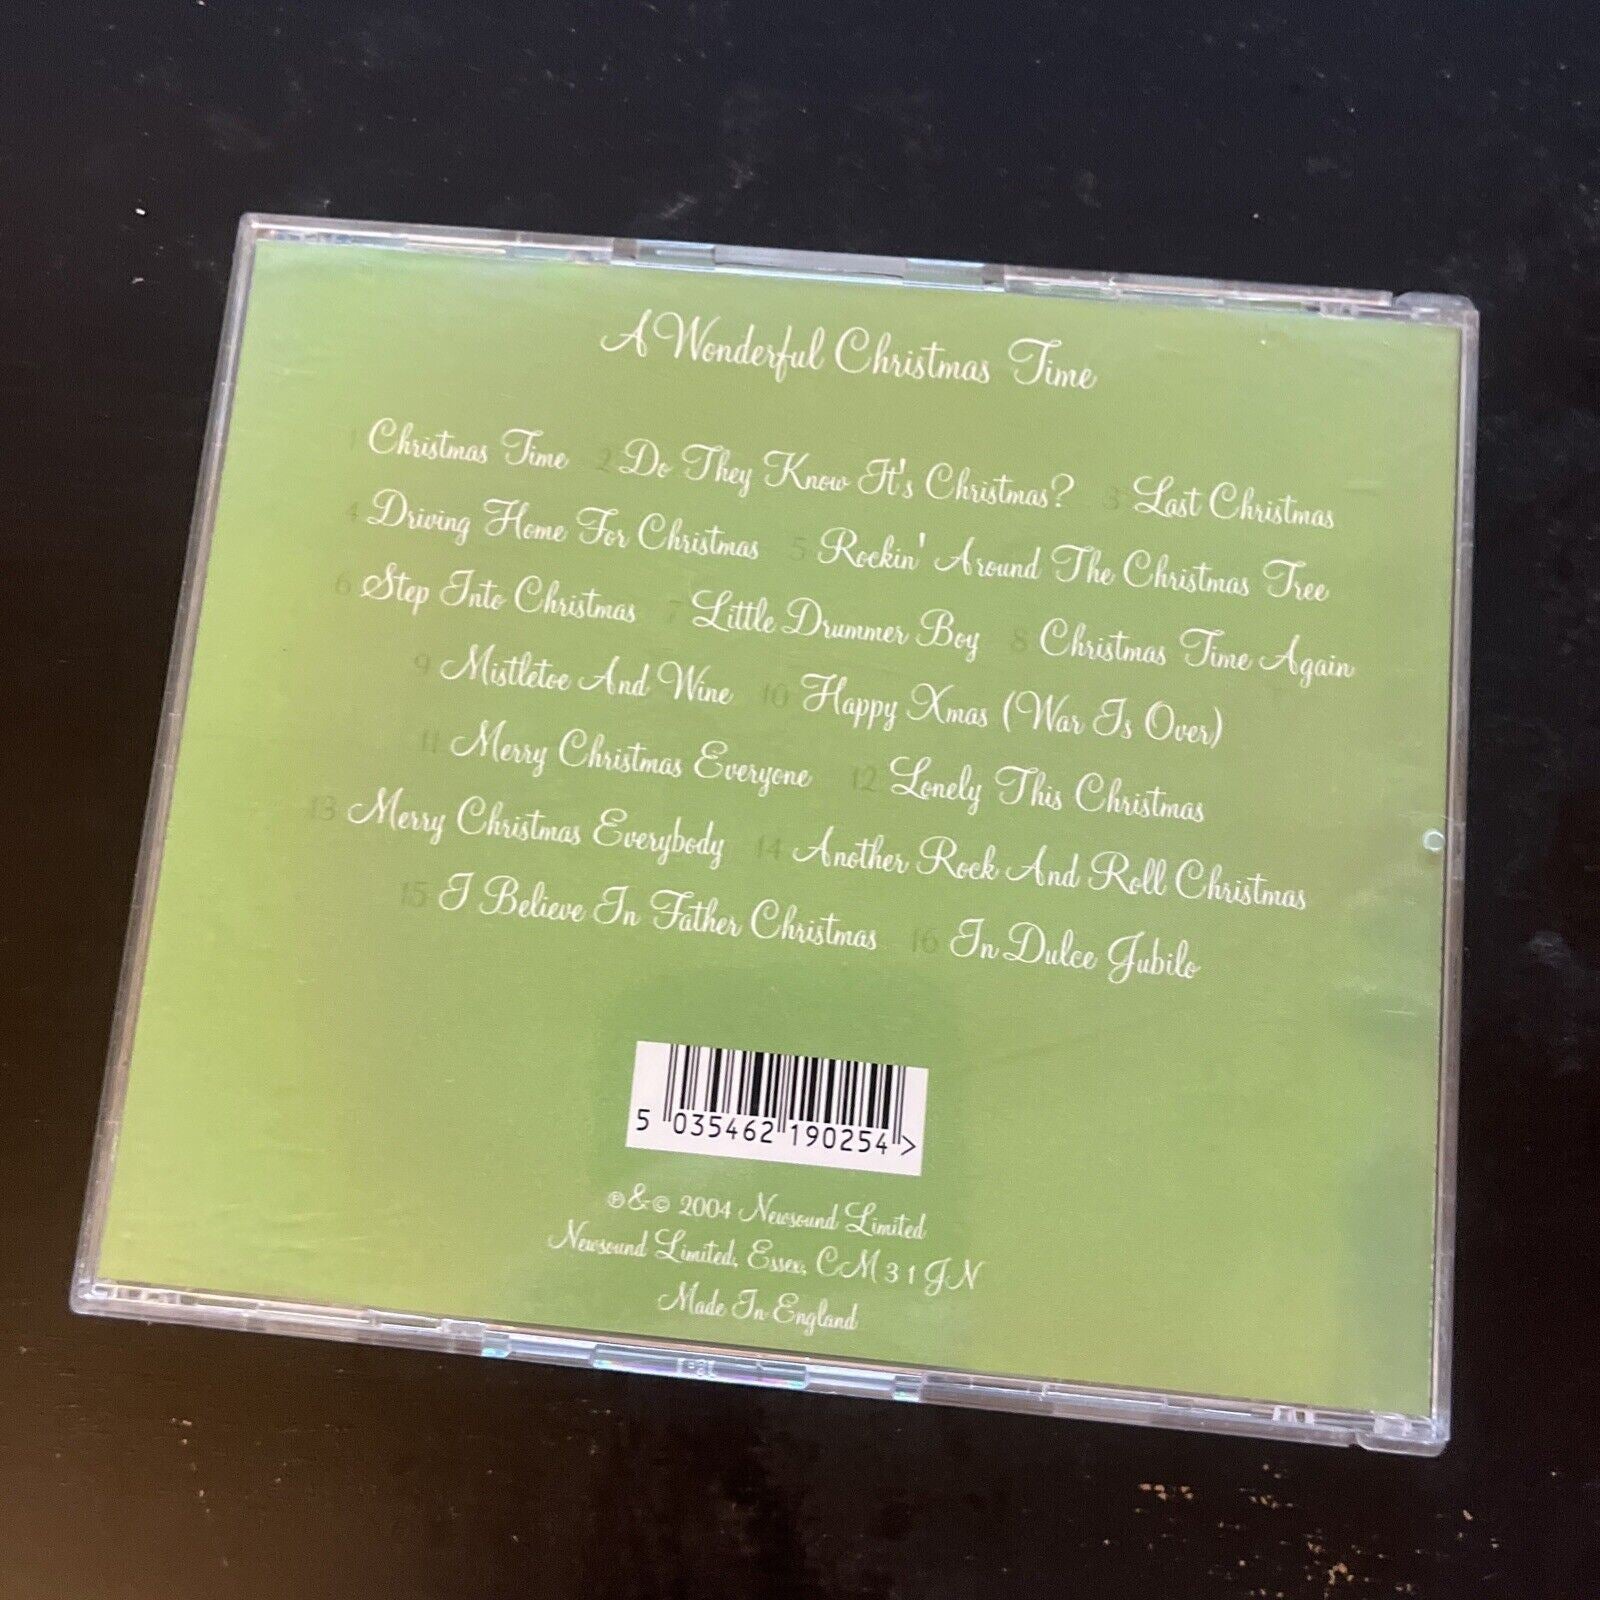 A Wonderful Christmas Time
1 Christmas Time 2 Do They Know It's Christmas? 3 Last Christmas
4 Driving Home For Christmas 5 Rockin' Around The Christmas Tree
6 Step Into Christmas 7 Little Drummer Boy 8 Christmas Time Again
9 Mistletoe And Wine 10 Happy Xmas (War Is Over)
11 Merry Christmas Everyone 12 Lonely This Christmas
13 Merry Christmas Everybody 14 Another Rock And Roll Christmas
15 I Believe In Father Christmas 16 In Dulce Jubilo
5 035462 190254 >
℗ & © 2004 Newsound Limited
Newsound Limited, Essex, CM3 1JN
Made In England